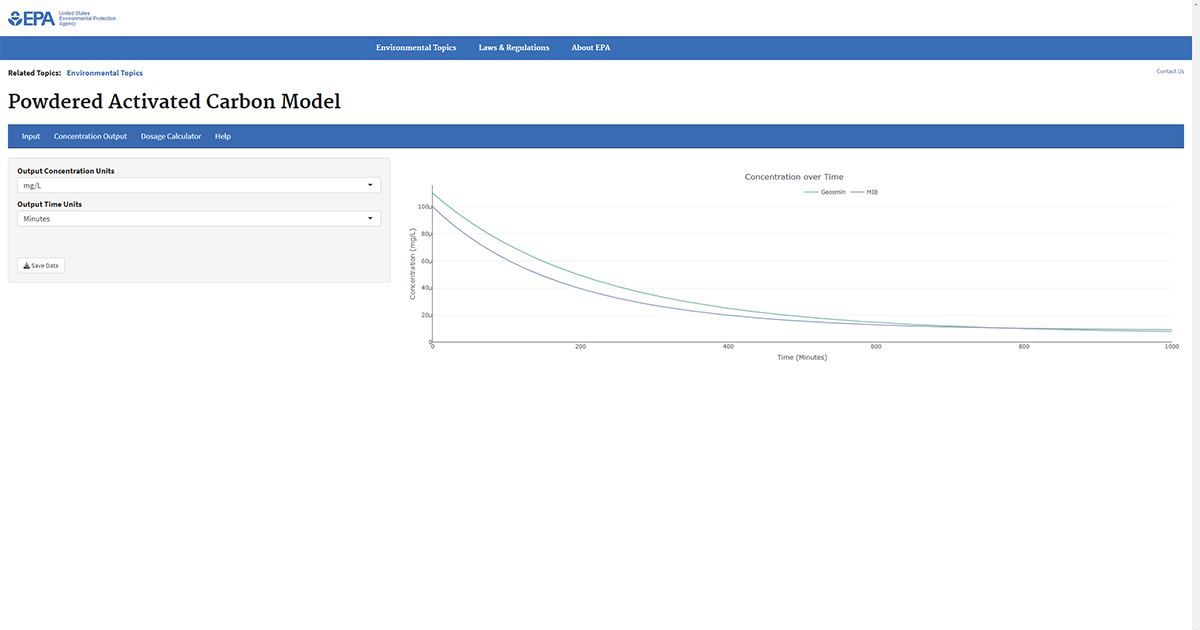 EPA
United States
Environmental Protection
Agency
Environmental Topics Laws & Regulations About EPA
Related Topics: Environmental Topics
Contact Us
Powdered Activated Carbon Model
Input Concentration Output Dosage Calculator Help
Output Concentration Units
mg/L
Output Time Units
Minutes
Save Data
Concentration over Time
Geosmin MIB
Concentration (mg/L)
100μ
80μ
60μ
40μ
20μ
0
0 200 400 600 800 1000
Time (Minutes)